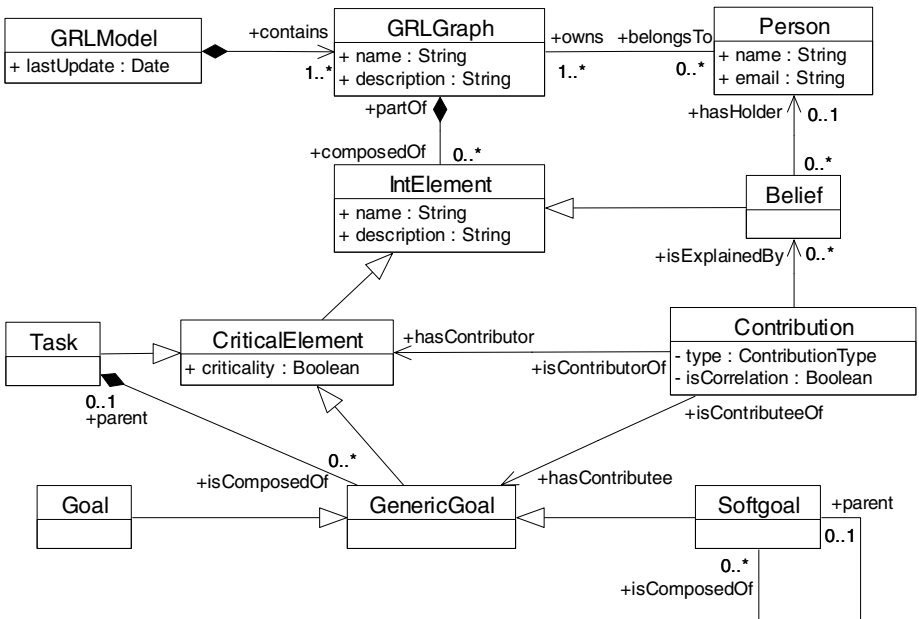 GRLModel
+ lastUpdate : Date
+contains
1..*
GRLGraph
+ name : String
+ description : String
+owns
1..*
+belongsTo
0..*
Person
+ name : String
+ email : String
+partOf
+composedOf
0..*
+hasHolder
0..1
0..*
IntElement
+ name : String
+ description : String
Belief
+isExplainedBy
0..*
Task
CriticalElement
+ criticality : Boolean
+hasContributor
+isContributorOf
Contribution
- type : ContributionType
- isCorrelation : Boolean
0..1
+parent
+isContributeeOf
0..*
+isComposedOf
+hasContributee
Goal
GenericGoal
Softgoal
+parent
0..1
0..*
+isComposedOf